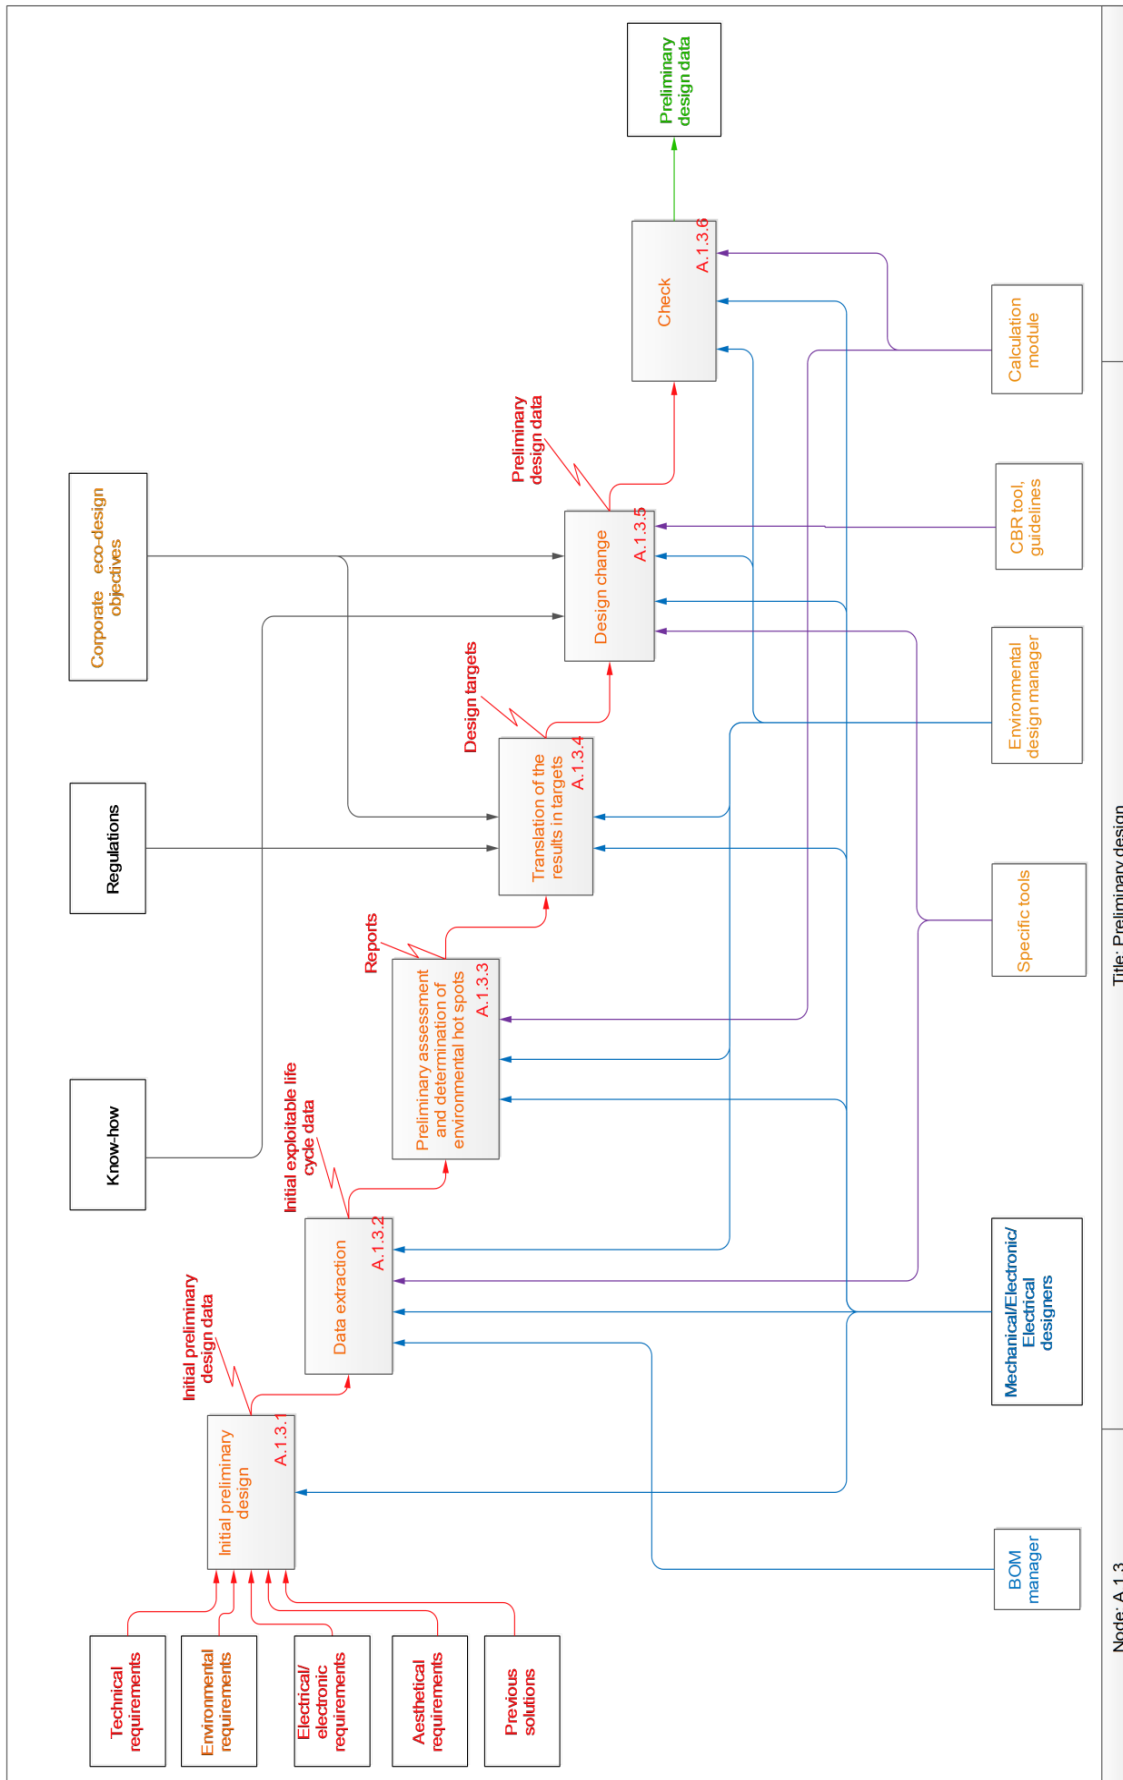 Corporate eco-design
objectives
Regulations
Know-how
Technical
requirements
Environmental
requirements
Electrical/
electronic
requirements
Aesthetical
requirements
Previous
solutions
Initial preliminary
design
A.1.3.1
Initial preliminary
design data
Data extraction
A.1.3.2
Initial exploitable life
cycle data
Preliminary assessment
and determination of
environmental hot spots
A.1.3.3
Reports
Translation of the
results in targets
A.1.3.4
Design targets
Design change
A.1.3.5
Preliminary
design data
Check
A.1.3.6
Preliminary
design data
BOM
manager
Mechanical/Electronic/
Electrical
designers
Specific tools
Environmental
design manager
CBR tool,
guidelines
Calculation
module
Node: A.1.3
Title: Preliminary design